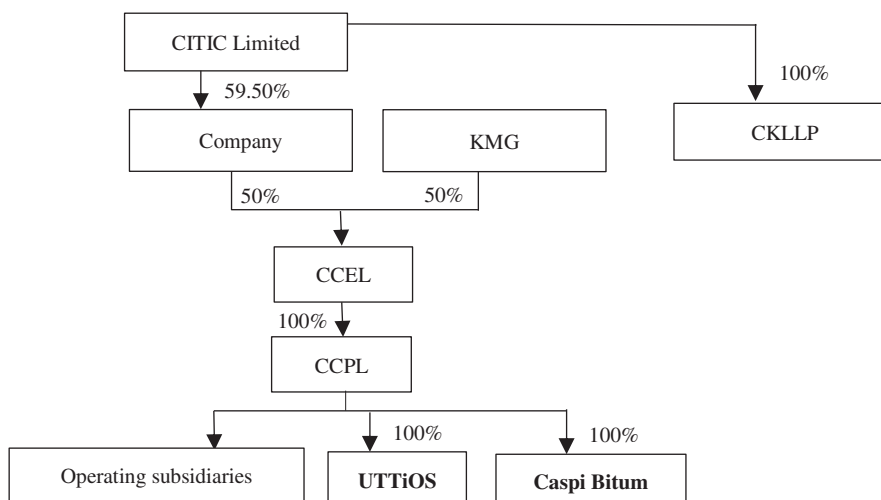 CITIC Limited
59.50%
100%
Company
KMG
CKLLP
50%
50%
CCEL
100%
CCPL
100%
100%
Operating subsidiaries
UTTiOS
Caspi Bitum